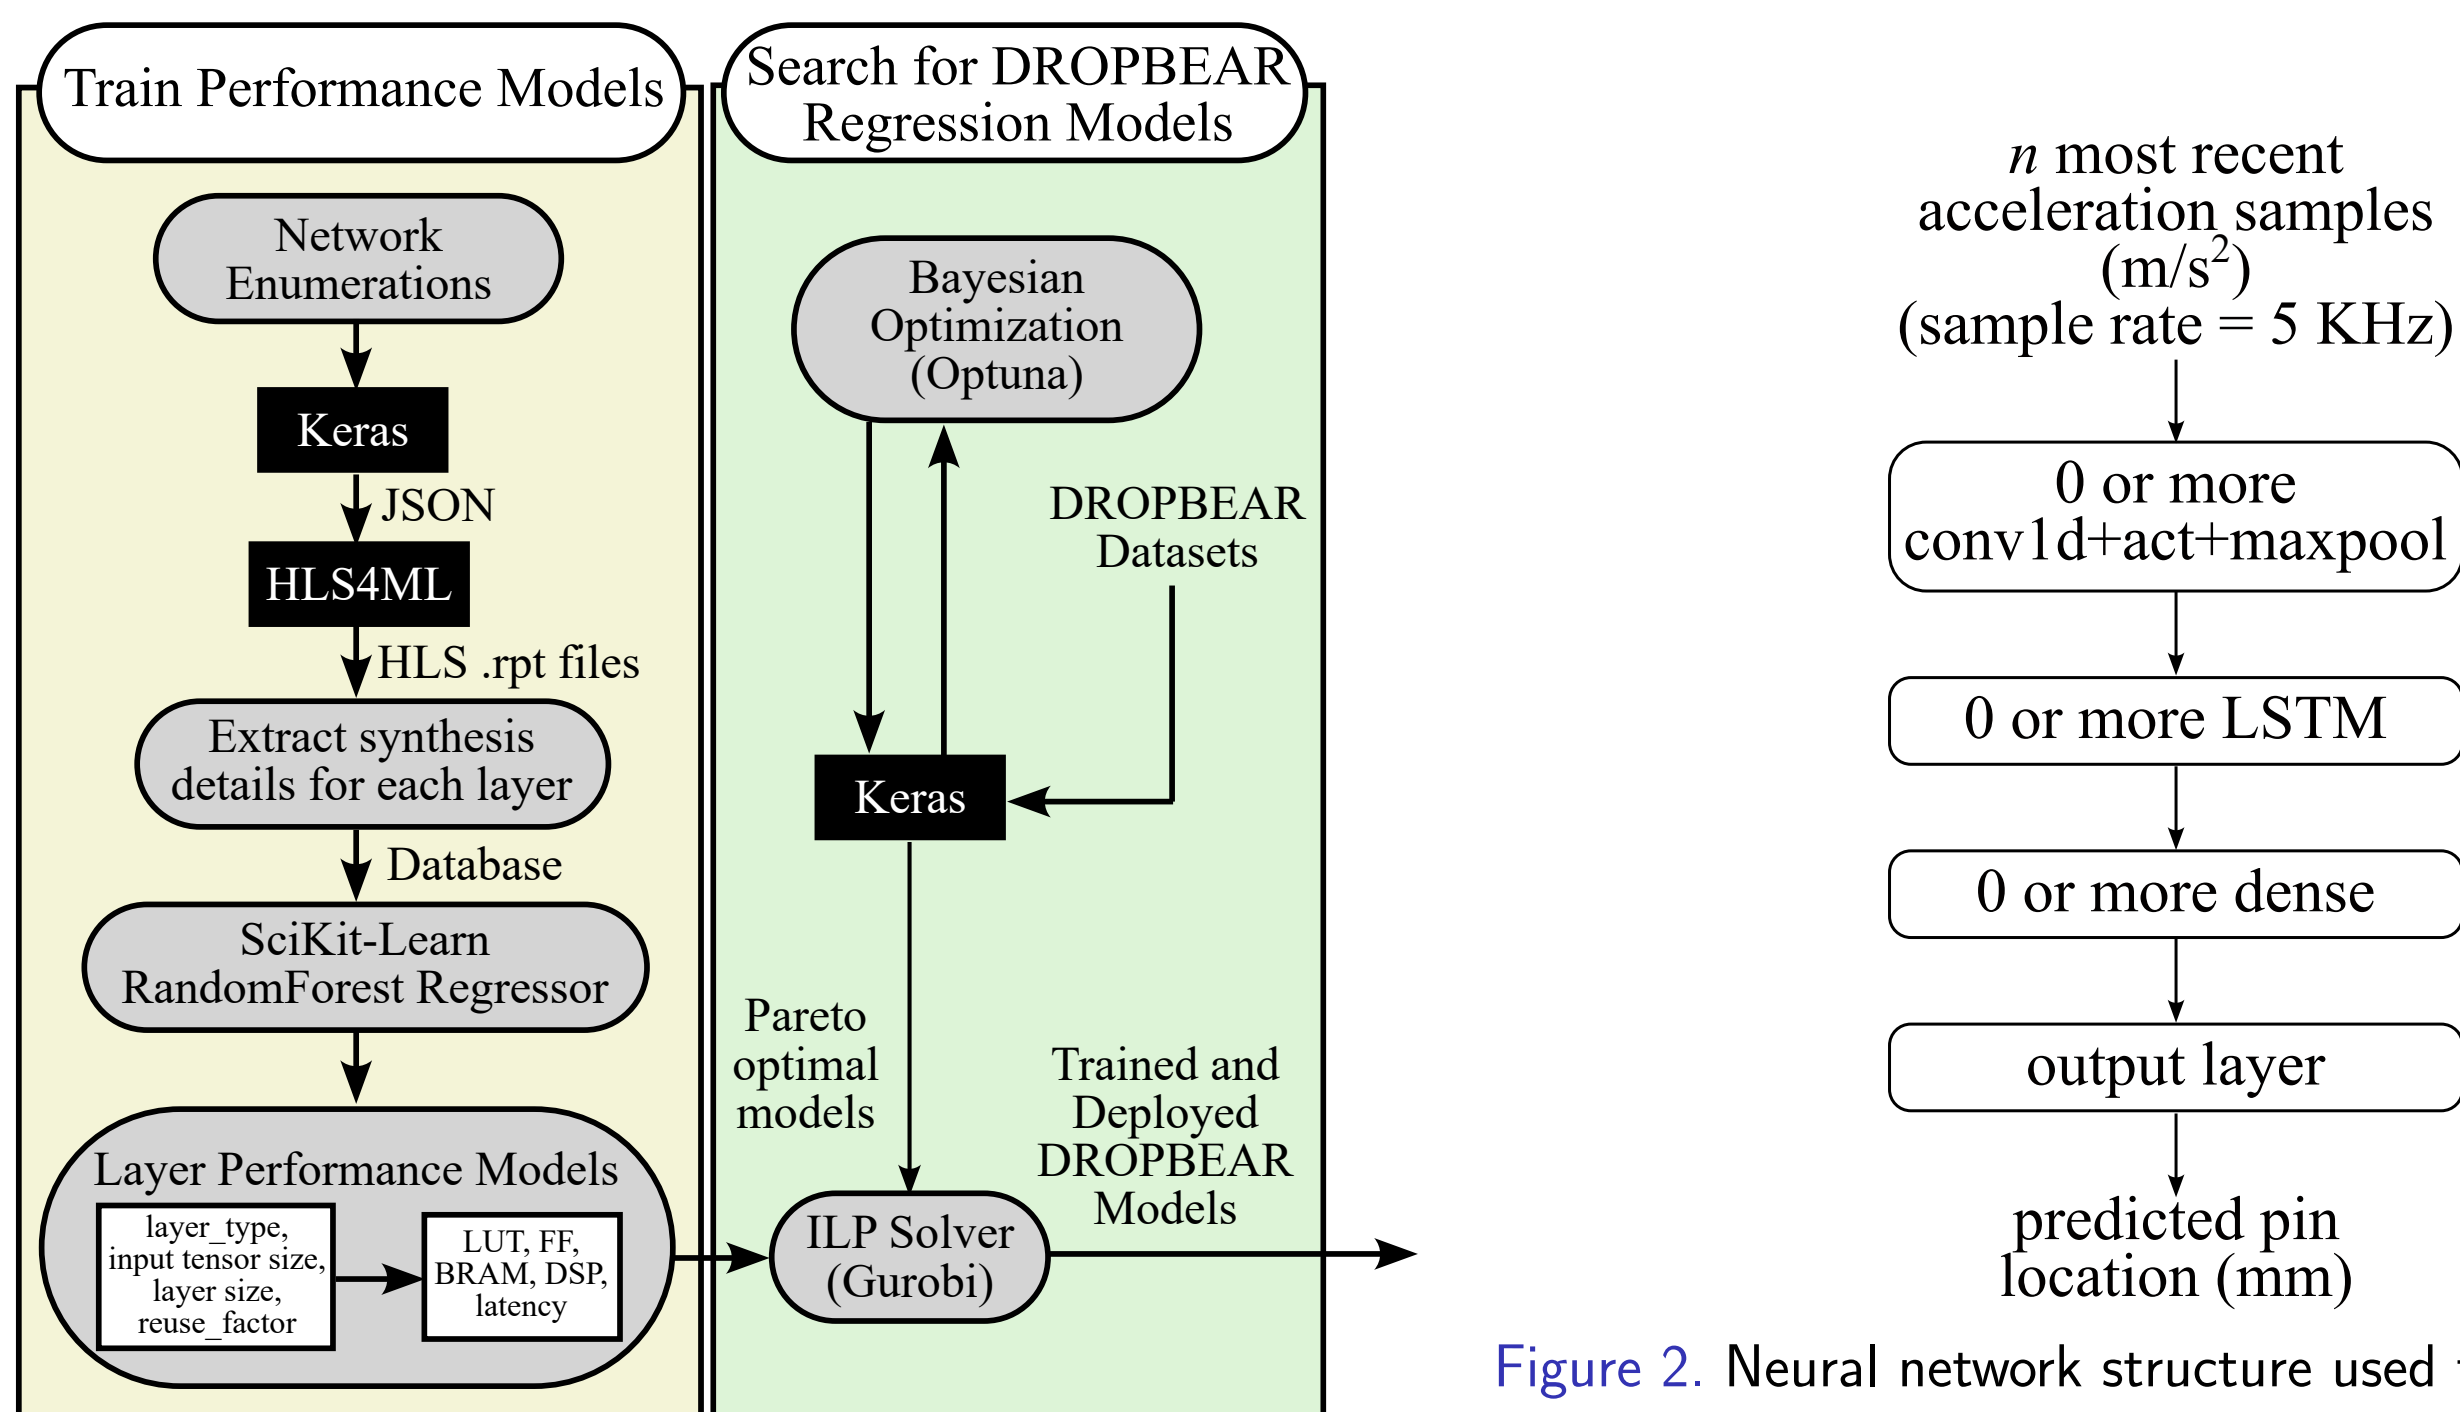 Train Performance Models
Network
Enumerations
Keras
JSON
HLS4ML
HLS .rpt files
Extract synthesis
details for each layer
Database
SciKit-Learn
RandomForest Regressor
Layer Performance Models
layer_type,
input tensor size,
layer size,
reuse_factor
LUT, FF,
BRAM, DSP,
latency
Search for DROPBEAR
Regression Models
Bayesian
Optimization
(Optuna)
DROPBEAR
Datasets
Keras
Pareto
optimal
models
Trained and
Deployed
DROPBEAR
Models
ILP Solver
(Gurobi)
n most recent
acceleration samples
(m/s²)
(sample rate = 5 KHz)
0 or more
conv1d+act+maxpool
0 or more LSTM
0 or more dense
output layer
predicted pin
location (mm)
Figure 2. Neural network structure used